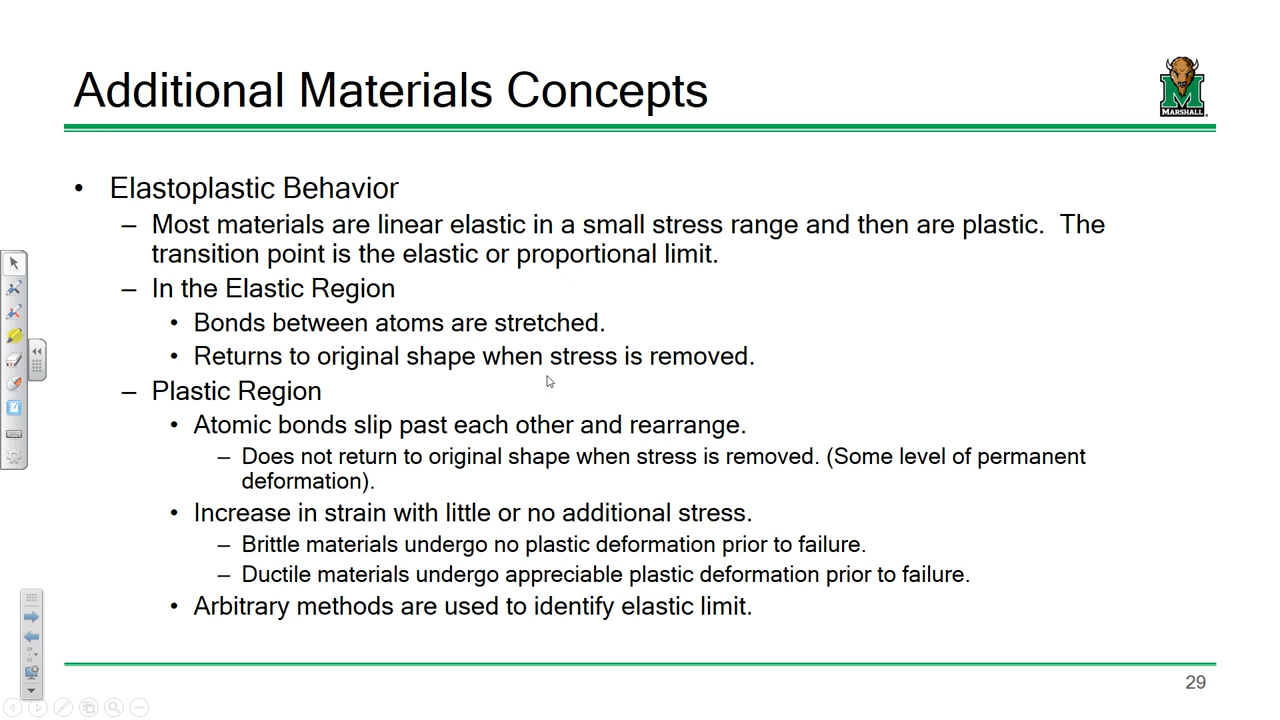 Additional Materials Concepts
MARSHALL
• Elastoplastic Behavior
– Most materials are linear elastic in a small stress range and then are plastic. The
transition point is the elastic or proportional limit.
– In the Elastic Region
• Bonds between atoms are stretched.
• Returns to original shape when stress is removed.
– Plastic Region
• Atomic bonds slip past each other and rearrange.
– Does not return to original shape when stress is removed. (Some level of permanent
deformation).
• Increase in strain with little or no additional stress.
– Brittle materials undergo no plastic deformation prior to failure.
– Ductile materials undergo appreciable plastic deformation prior to failure.
• Arbitrary methods are used to identify elastic limit.
29